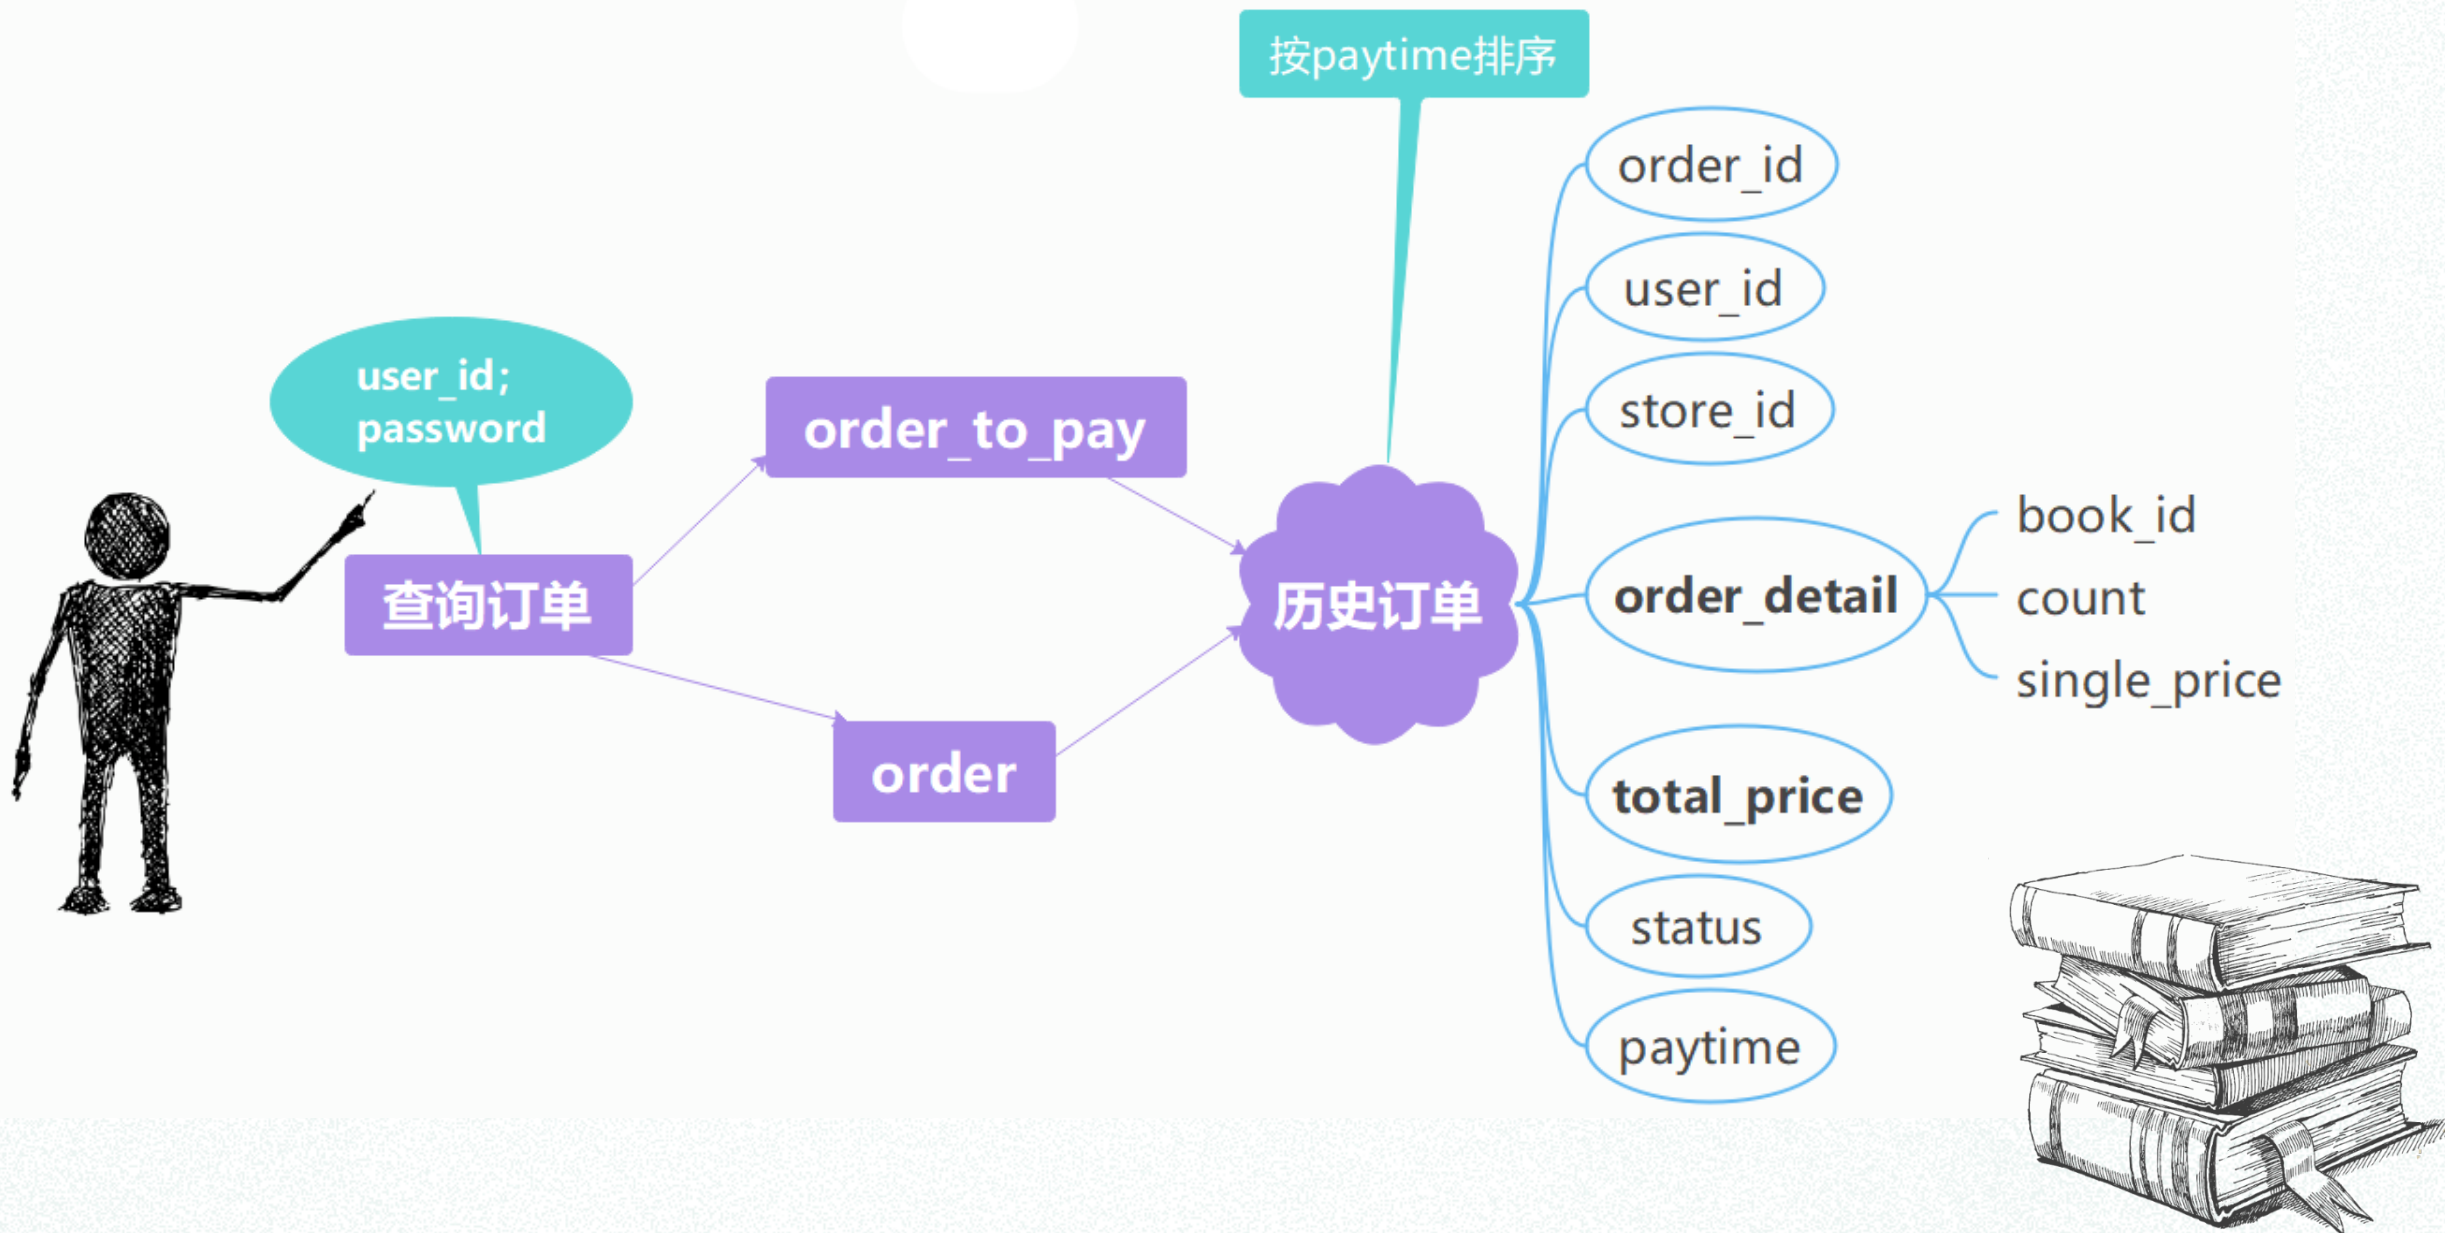 按paytime排序
user_id；
password
查询订单
order_to_pay
order
历史订单
order_id
user_id
store_id
order_detail
book_id
count
single_price
total_price
status
paytime